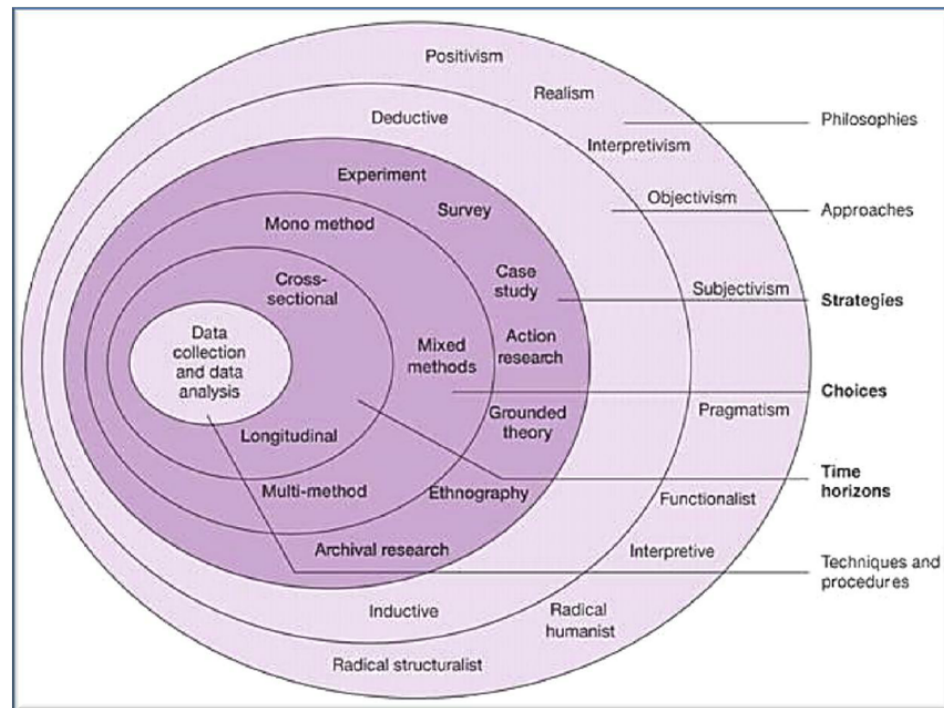 Positivism
Realism
Philosophies
Deductive
Interpretivism
Experiment
Objectivism
Survey
Approaches
Mono method
Cross-
sectional
Case
study
Subjectivism
Strategies
Data
collection
and data
analysis
Mixed
methods
Action
research
Choices
Grounded
theory
Pragmatism
Longitudinal
Time
horizons
Multi-method
Ethnography
Functionalist
Archival research
Interpretive
Techniques and
procedures
Inductive
Radical
humanist
Radical structuralist